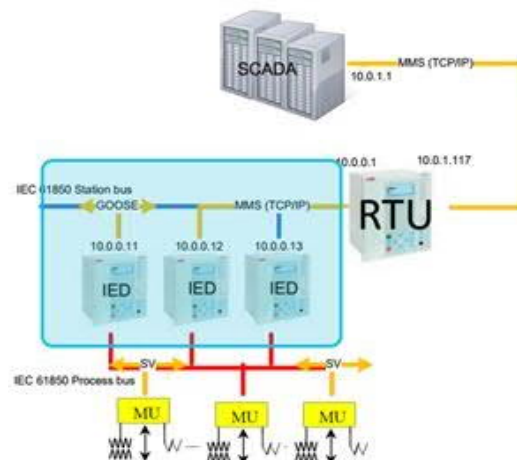 SCADA
MMS (TCP/IP)
10.0.1.1
10.0.0.1
10.0.1.117
IEC 61850 Station bus
GOOSE
MMS (TCP/IP)
RTU
10.0.0.11
10.0.0.12
10.0.0.13
IED
IED
IED
SV
SV
IEC 61850 Process bus
MU
MU
MU